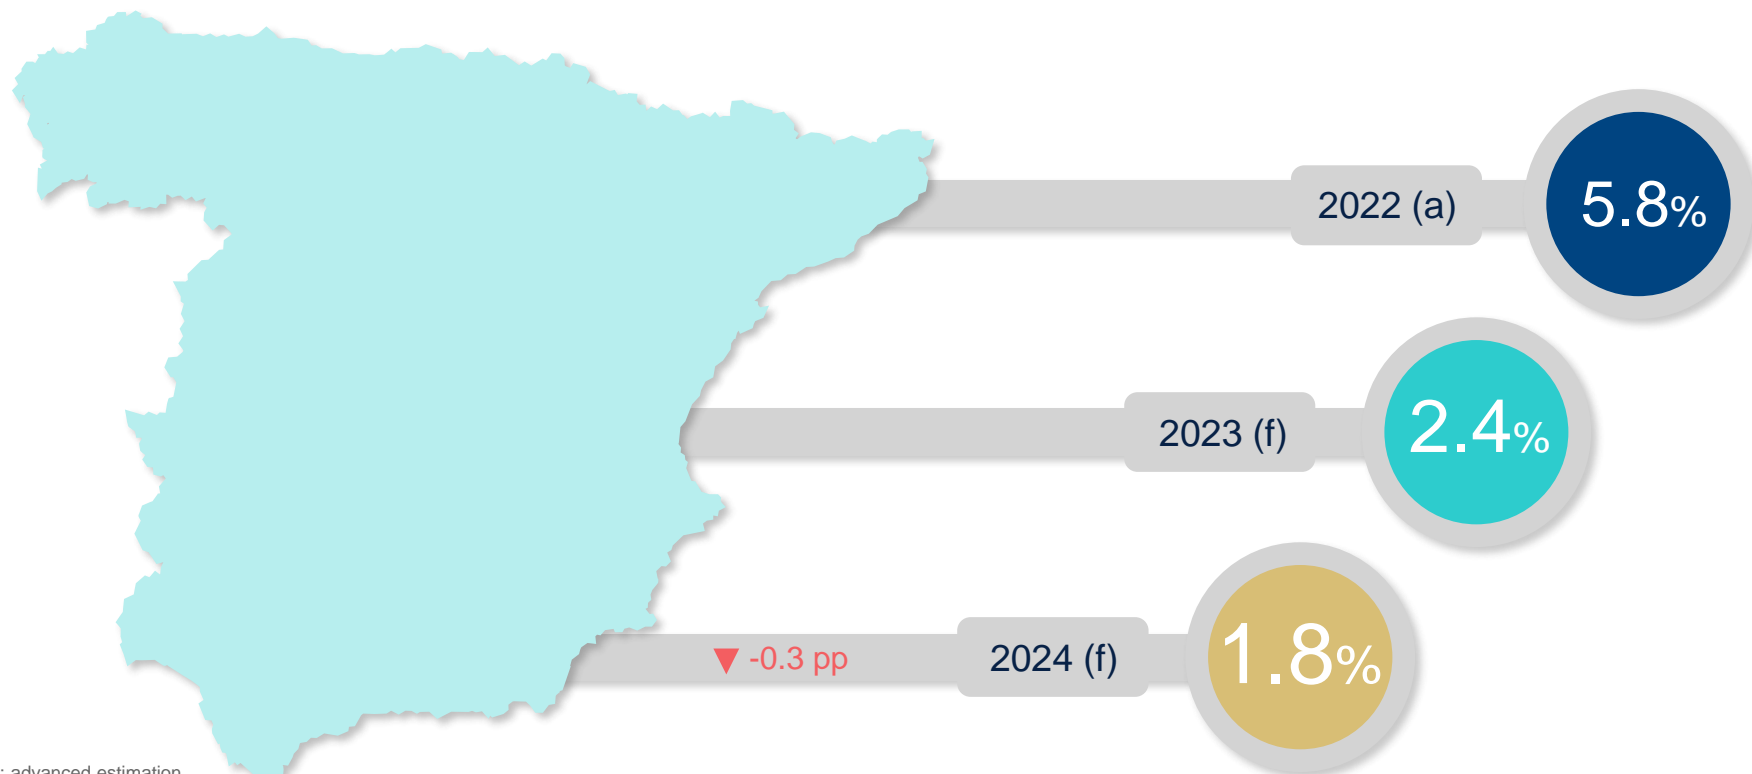 2022 (a)
5.8%
2023 (f)
2.4%
▼ -0.3 pp
2024 (f)
1.8%
: advanced estimation